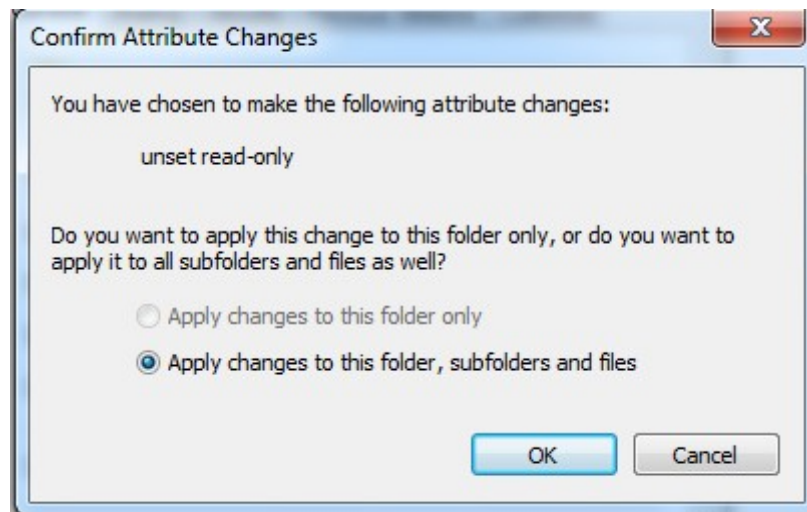 Confirm Attribute Changes
You have chosen to make the following attribute changes:
unset read-only
Do you want to apply this change to this folder only, or do you want to
apply it to all subfolders and files as well?
Apply changes to this folder only
Apply changes to this folder, subfolders and files
OK
Cancel